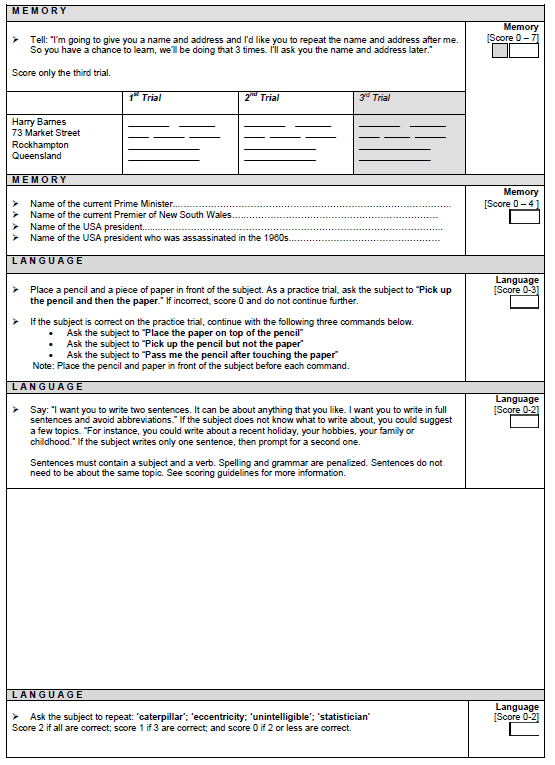 MEMORY
➢ Tell: "I'm going to give you a name and address and I'd like you to repeat the name and address after me.
So you have a chance to learn, we'll be doing that 3 times. I'll ask you the name and address later."
Score only the third trial.
Memory
[Score 0 – 7]
1st Trial 2nd Trial 3rd Trial
Harry Barnes
73 Market Street
Rockhampton
Queensland
MEMORY
➢ Name of the current Prime Minister
➢ Name of the current Premier of New South Wales
➢ Name of the USA president
➢ Name of the USA president who was assassinated in the 1960s
Memory
[Score 0 – 4 ]
LANGUAGE
➢ Place a pencil and a piece of paper in front of the subject. As a practice trial, ask the subject to "Pick up
the pencil and then the paper." If incorrect, score 0 and do not continue further.
➢ If the subject is correct on the practice trial, continue with the following three commands below.
• Ask the subject to "Place the paper on top of the pencil"
• Ask the subject to "Pick up the pencil but not the paper"
• Ask the subject to "Pass me the pencil after touching the paper"
Note: Place the pencil and paper in front of the subject before each command.
Language
[Score 0-3]
LANGUAGE
➢ Say: "I want you to write two sentences. It can be about anything that you like. I want you to write in full
sentences and avoid abbreviations." If the subject does not know what to write about, you could suggest
a few topics. "For instance, you could write about a recent holiday, your hobbies, your family or
childhood." If the subject writes only one sentence, then prompt for a second one.
Sentences must contain a subject and a verb. Spelling and grammar are penalized. Sentences do not
need to be about the same topic. See scoring guidelines for more information.
Language
[Score 0-2]
LANGUAGE
➢ Ask the subject to repeat: 'caterpillar'; 'eccentricity; 'unintelligible'; 'statistician'
Score 2 if all are correct; score 1 if 3 are correct; and score 0 if 2 or less are correct.
Language
[Score 0-2]